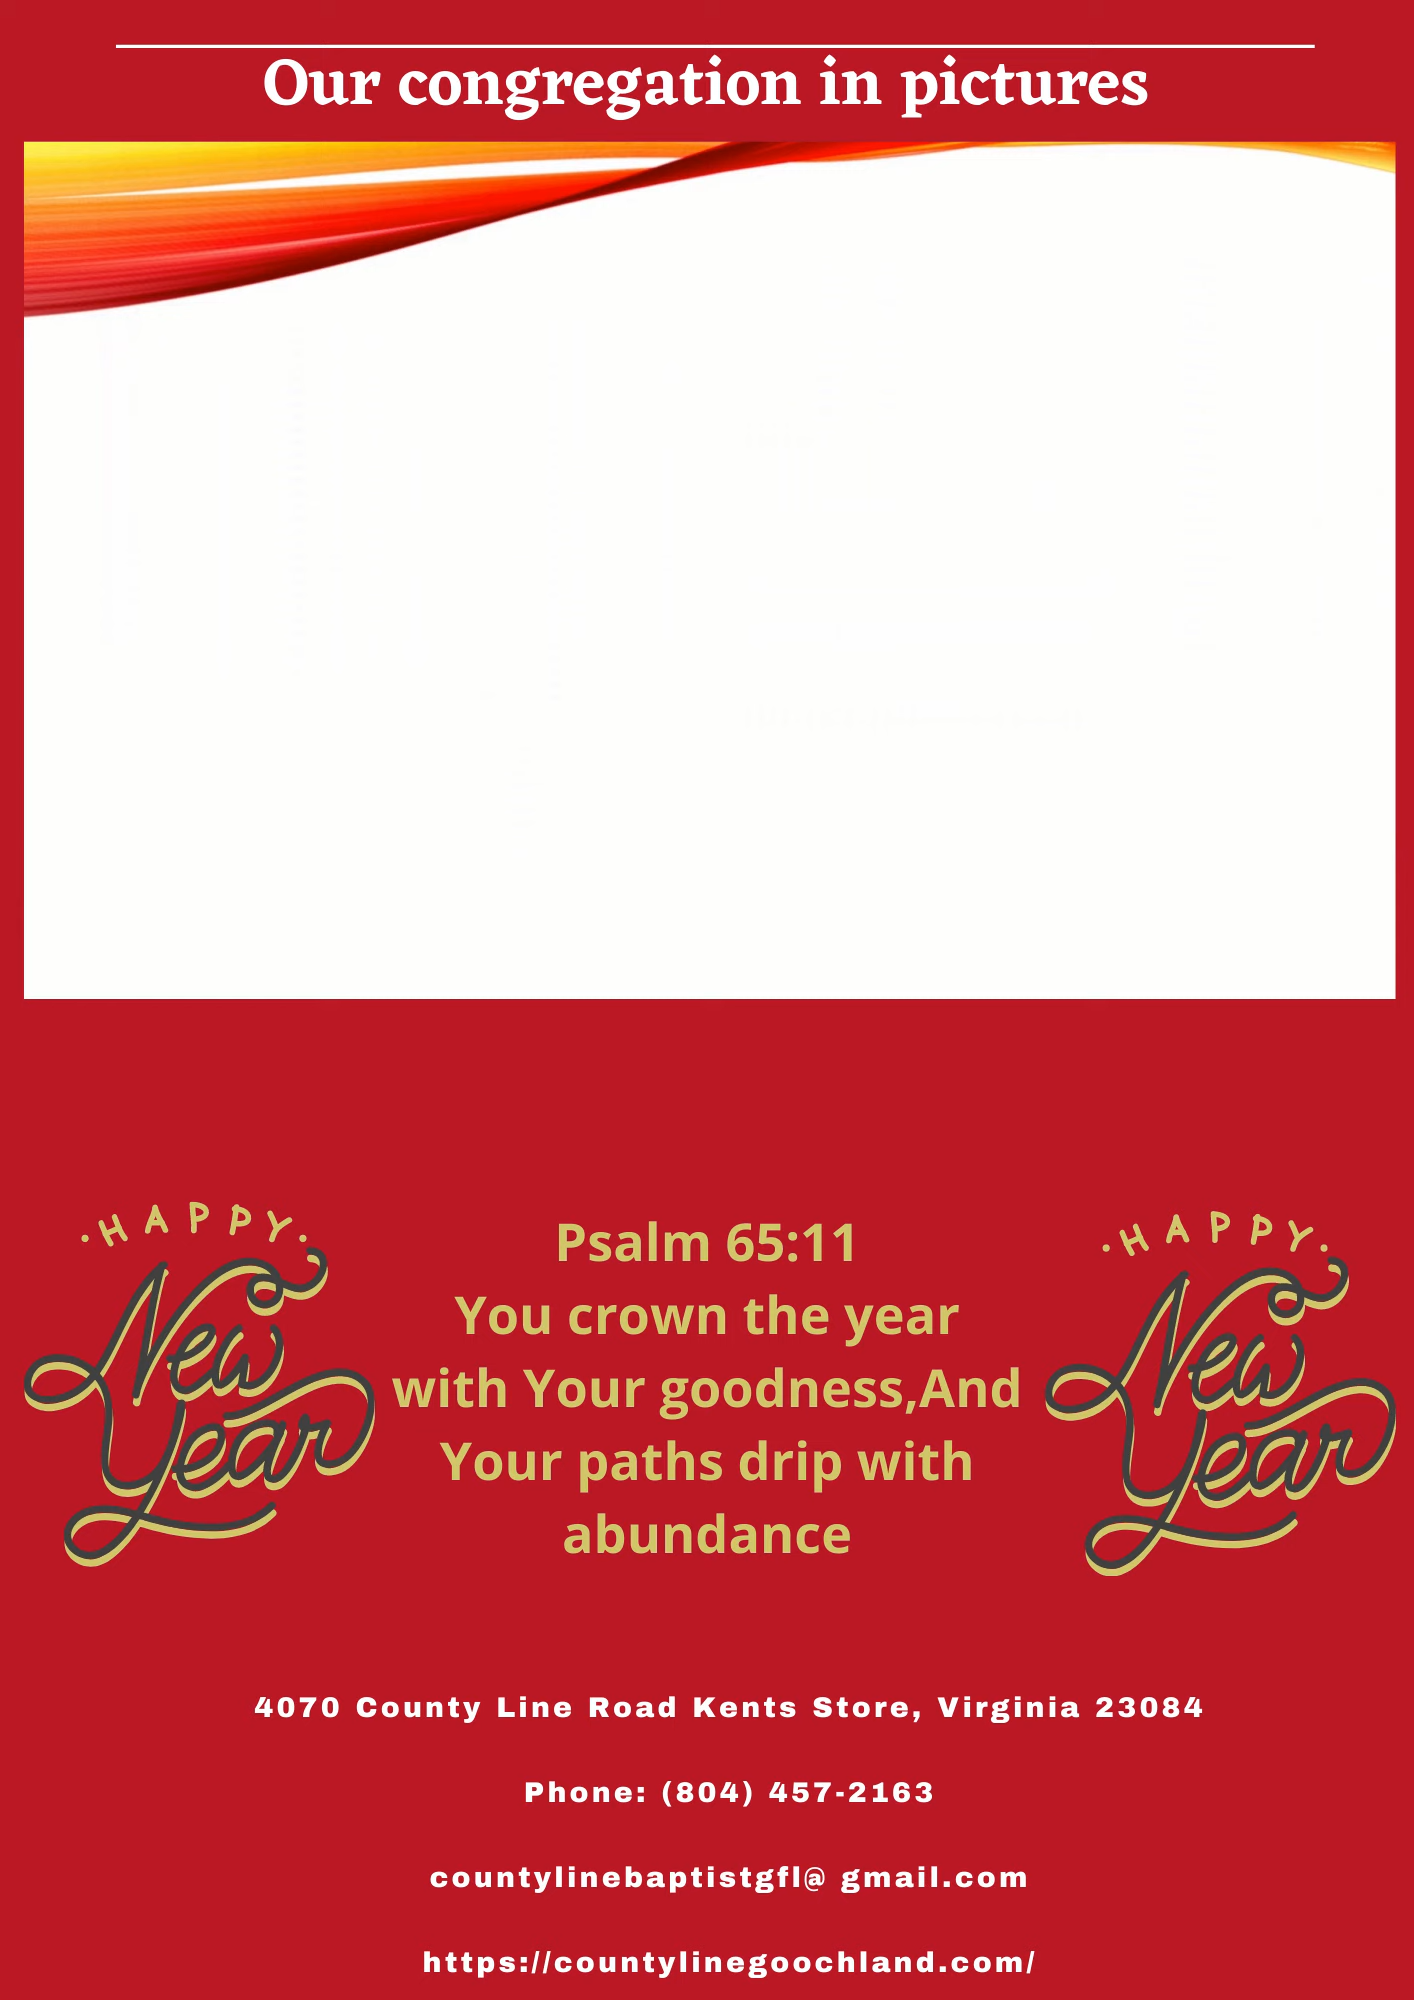 Our congregation in pictures
·HAPPY·
New
Year
Psalm 65:11
You crown the year
with Your goodness,And
Your paths drip with
abundance
·HAPPY·
New
Year
4070 County Line Road Kents Store, Virginia 23084
Phone: (804) 457-2163
countylinebaptistgfl@ gmail.com
https://countylinegoochland.com/